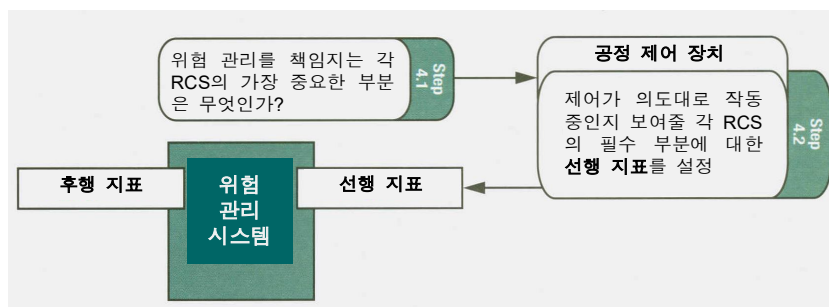 위험 관리를 책임지는 각
RCS의 가장 중요한 부분
은 무엇인가?
Step
4.1
공정 제어 장치
제어가 의도대로 작동
중인지 보여줄 각 RCS
의 필수 부분에 대한
선행 지표를 설정
Step
4.2
후행 지표
위험
관리
시스템
선행 지표